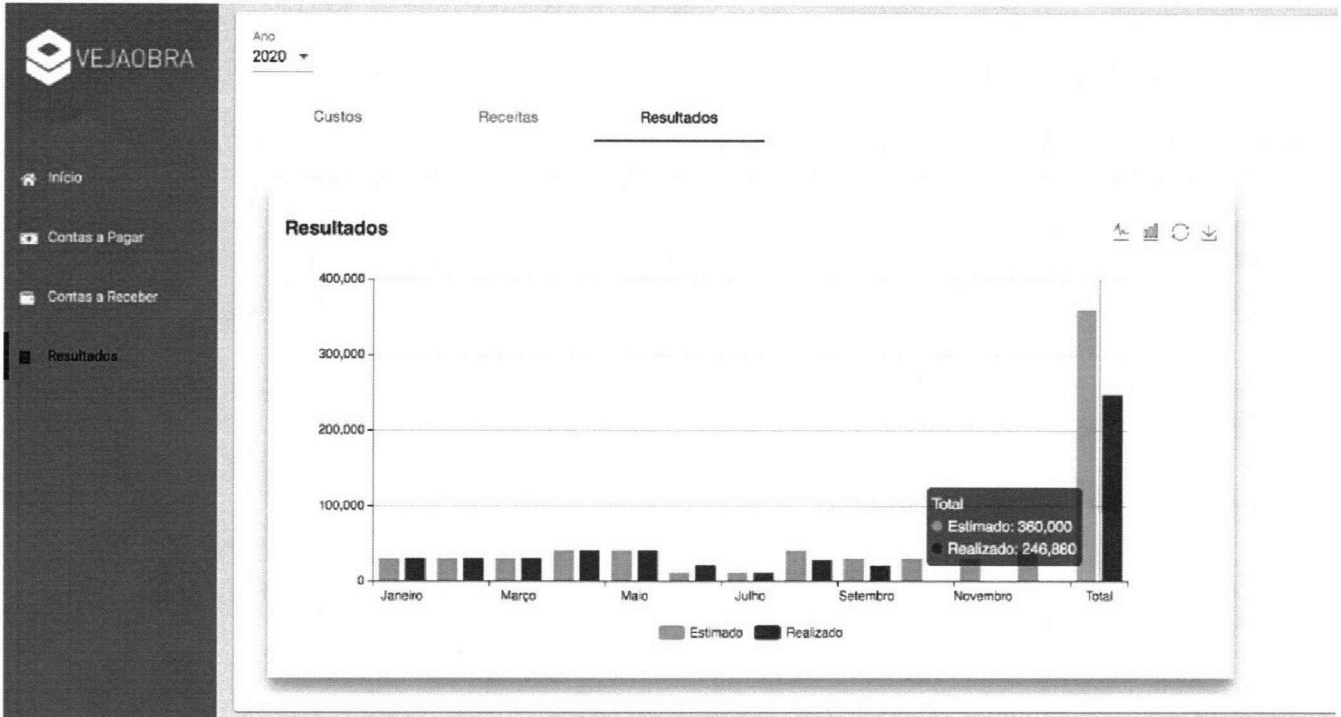 VEJAOBRA
Início
Contas a Pagar
Contas a Receber
Resultados
Ano
2020
Custos Receitas Resultados
Resultados
400,000
300,000
200,000
100,000
0
Janeiro Março Maio Julho Setembro Novembro Total
Total
Estimado: 360,000
Realizado: 246,880
Estimado Realizado